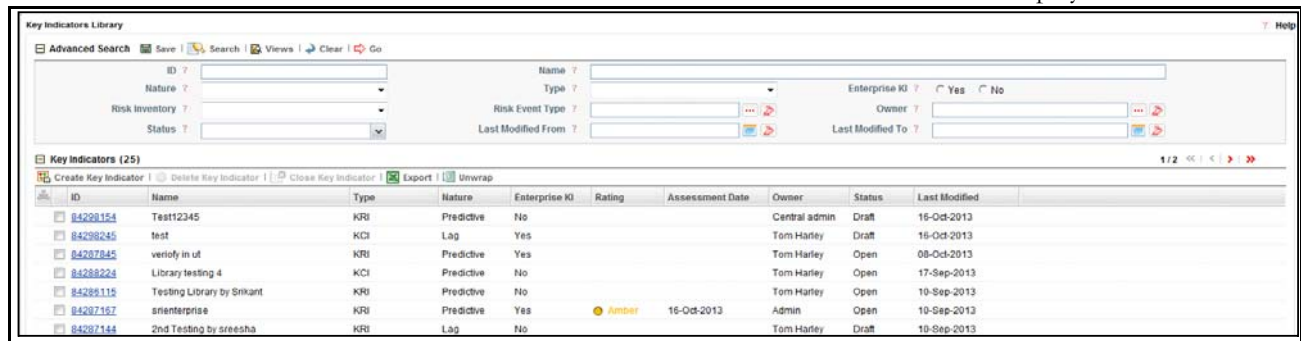 Key Indicators Library ? Help
Advanced Search Save | Search | Views | Clear | Go
ID ? Name ?
Nature ? Type ? Enterprise KI ? Yes No
Risk Inventory ? Risk Event Type ? ... Owner ? ...
Status ? Last Modified From ? Last Modified To ?
Key Indicators (25) 1 / 2 « | < | > | »
Create Key Indicator | Delete Key Indicator | Close Key Indicator | Export | Unwrap
ID Name Type Nature Enterprise KI Rating Assessment Date Owner Status Last Modified
84298154 Test12345 KRI Predictive No Central admin Draft 16-Oct-2013
84298245 test KCI Lag Yes Tom Harley Draft 16-Oct-2013
84287845 veriofy in ut KRI Predictive Yes Tom Harley Open 08-Oct-2013
84288224 Library testing 4 KCI Predictive No Tom Harley Open 17-Sep-2013
84286115 Testing Library by Srikant KRI Predictive No Tom Harley Open 10-Sep-2013
84287167 srienterprise KRI Predictive Yes Amber 16-Oct-2013 Admin Open 10-Sep-2013
84287144 2nd Testing by sreesha KRI Lag No Tom Harley Draft 10-Sep-2013